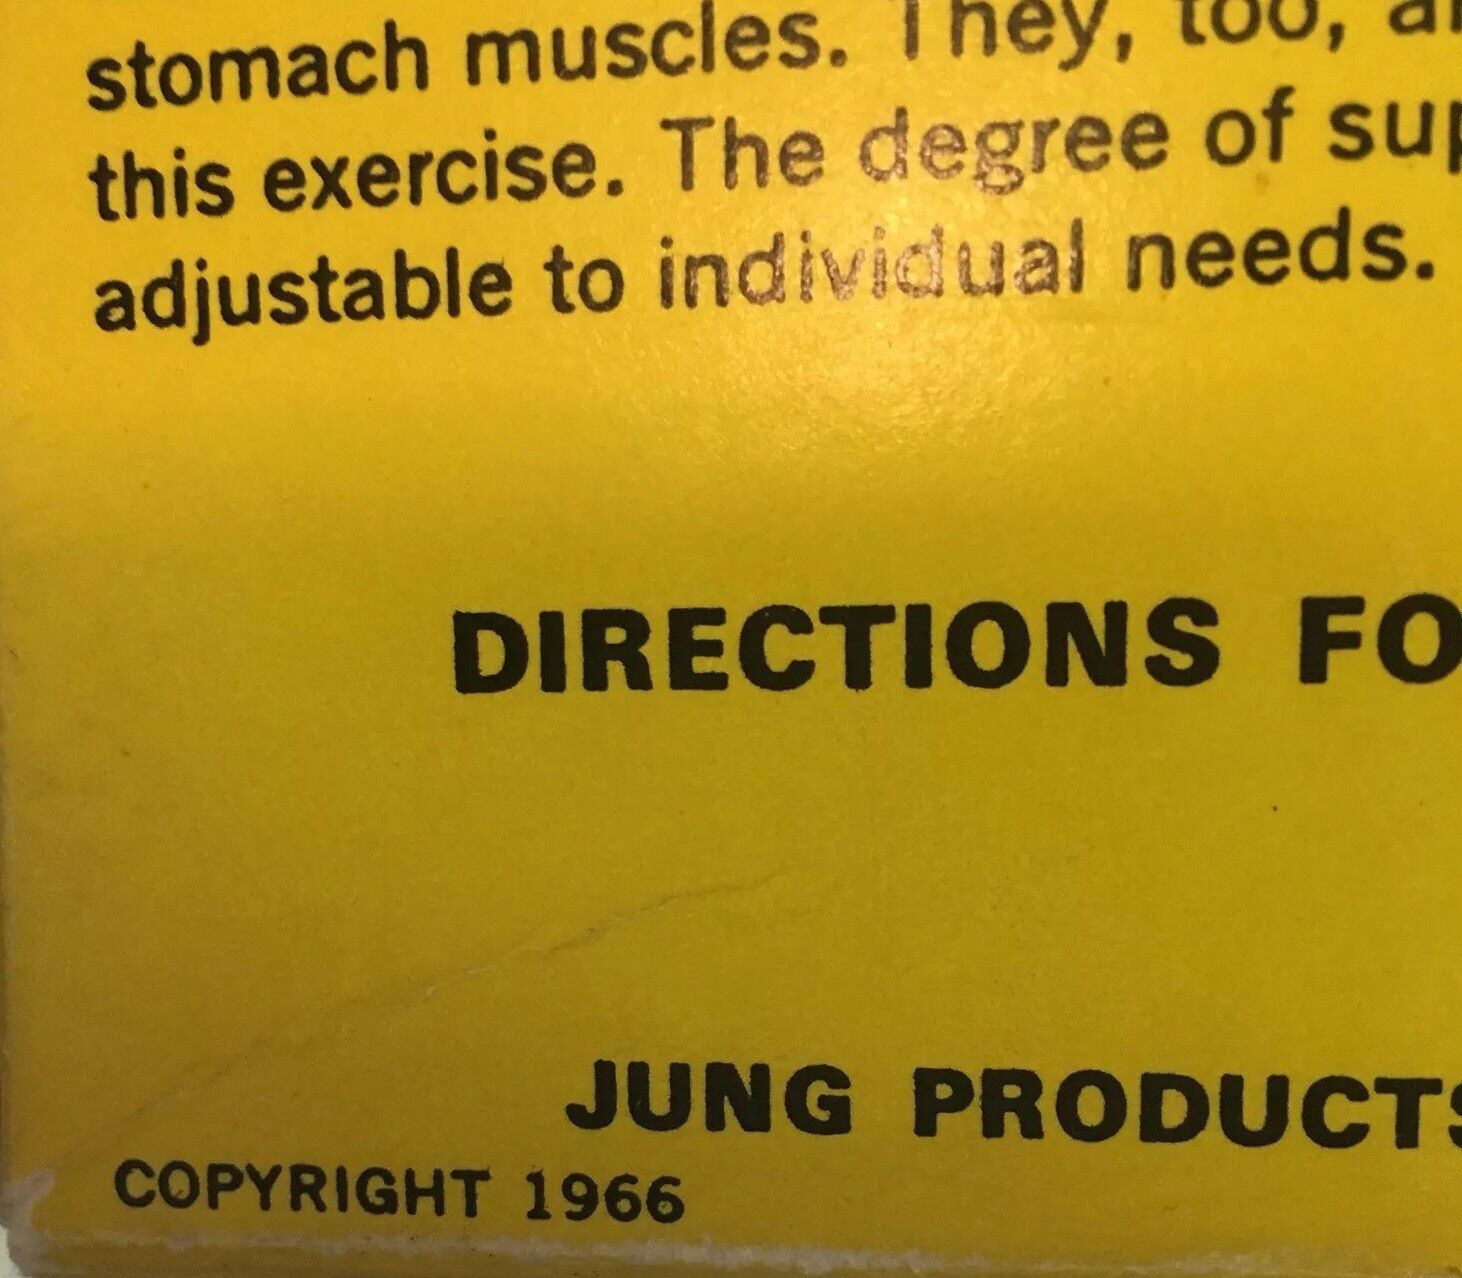 stomach muscles. They, too,
this exercise. The degree of
adjustable to individual needs.
DIRECTIONS
JUNG PRODUCTS
COPYRIGHT 1966